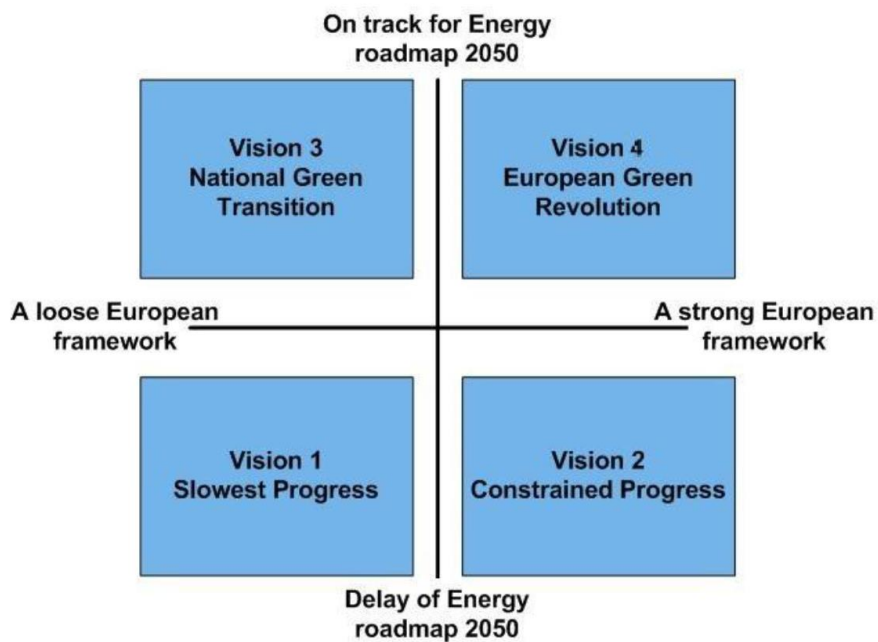 On track for Energy
roadmap 2050
Vision 3
National Green
Transition
Vision 4
European Green
Revolution
A loose European
framework
A strong European
framework
Vision 1
Slowest Progress
Vision 2
Constrained Progress
Delay of Energy
roadmap 2050